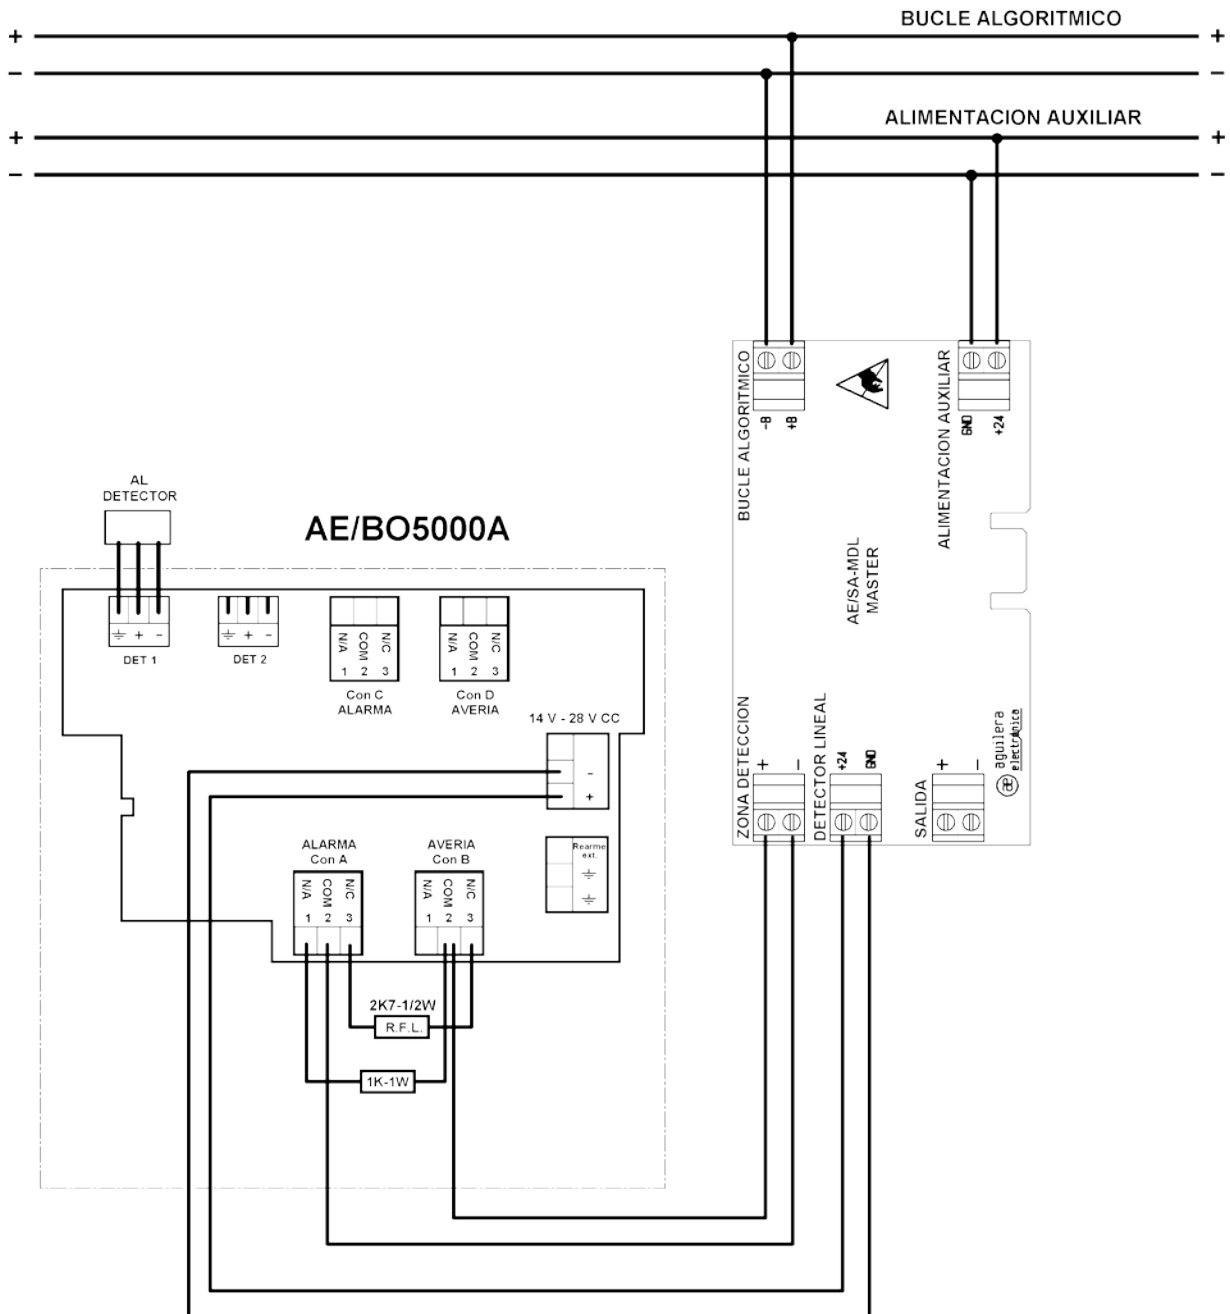 BUCLE ALGORITMICO
+ +
- -
ALIMENTACION AUXILIAR
+ +
- -
BUCLE ALGORITMICO
-B
+B
ALIMENTACION AUXILIAR
GND
+24
AE/SA-MDL
MASTER
AL
DETECTOR
AE/BO5000A
+ -
DET 1
+ -
DET 2
N/A COM N/C
1 2 3
Con C
ALARMA
N/A COM N/C
1 2 3
Con D
AVERIA
14 V - 28 V CC
-
+
ZONA DETECCION
+
-
DETECTOR LINEAL
+24
GND
SALIDA
+
-
æ aguilera
electrónica
ALARMA
Con A
N/A COM N/C
1 2 3
AVERIA
Con B
N/A COM N/C
1 2 3
Rearme
ext.
2K7-1/2W
R.F.L.
1K-1W